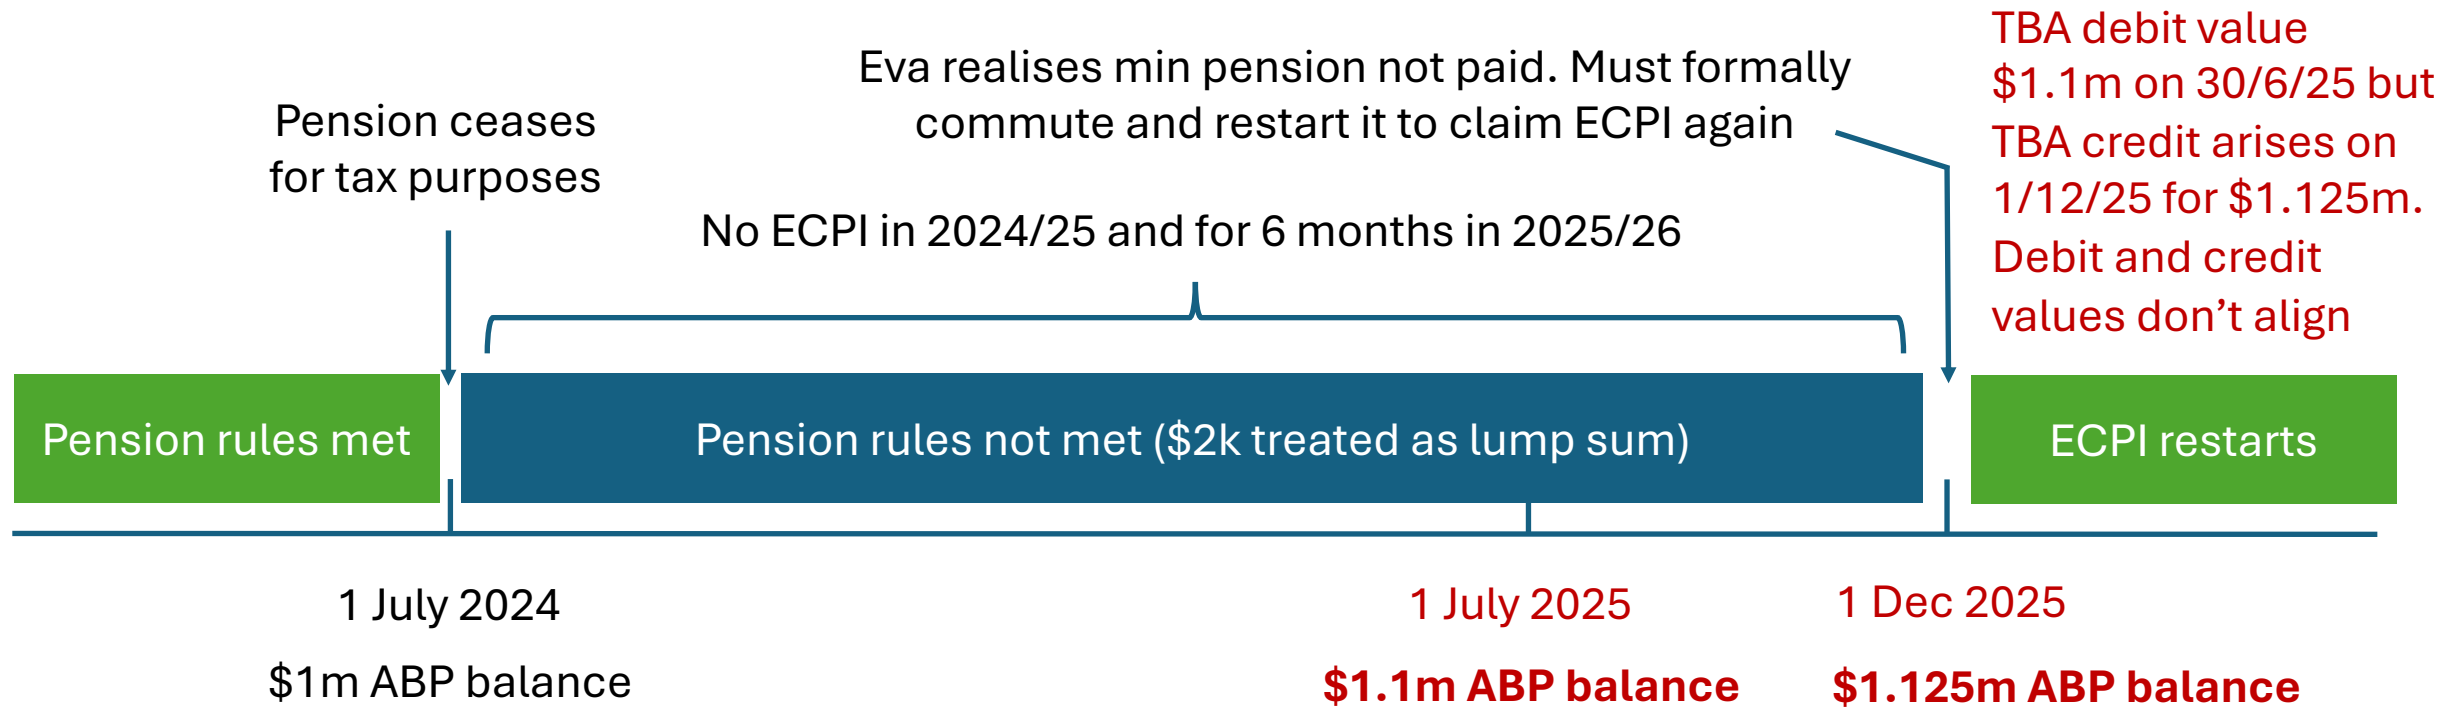 Pension ceases
for tax purposes
Eva realises min pension not paid. Must formally
commute and restart it to claim ECPI again
No ECPI in 2024/25 and for 6 months in 2025/26
TBA debit value
$1.1m on 30/6/25 but
TBA credit arises on
1/12/25 for $1.125m.
Debit and credit
values don’t align
Pension rules met
Pension rules not met ($2k treated as lump sum)
ECPI restarts
1 July 2024
$1m ABP balance
1 July 2025
$1.1m ABP balance
1 Dec 2025
$1.125m ABP balance